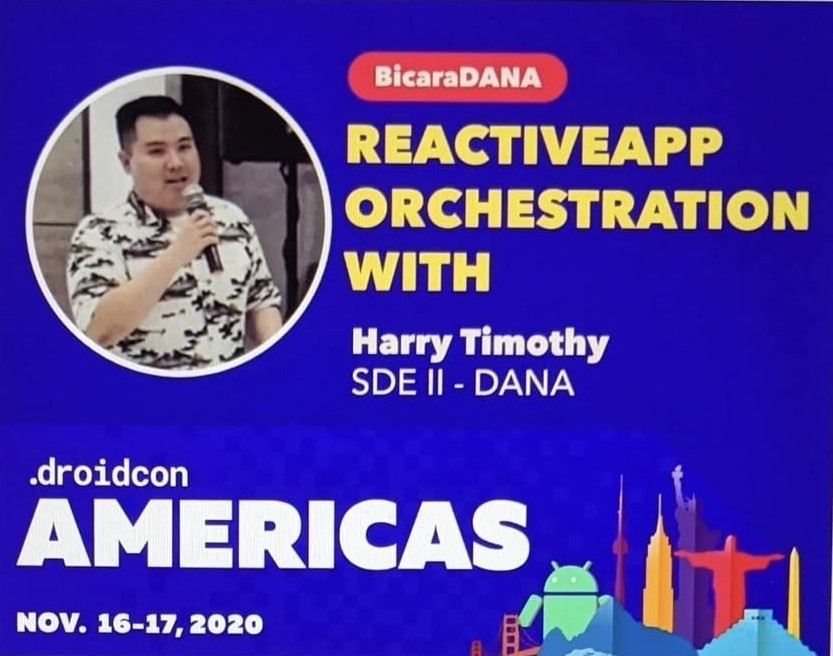 BicaraDANA
REACTIVEAPP
ORCHESTRATION
WITH
Harry Timothy
SDE II - DANA
.droidcon
AMERICAS
NOV. 16-17, 2020